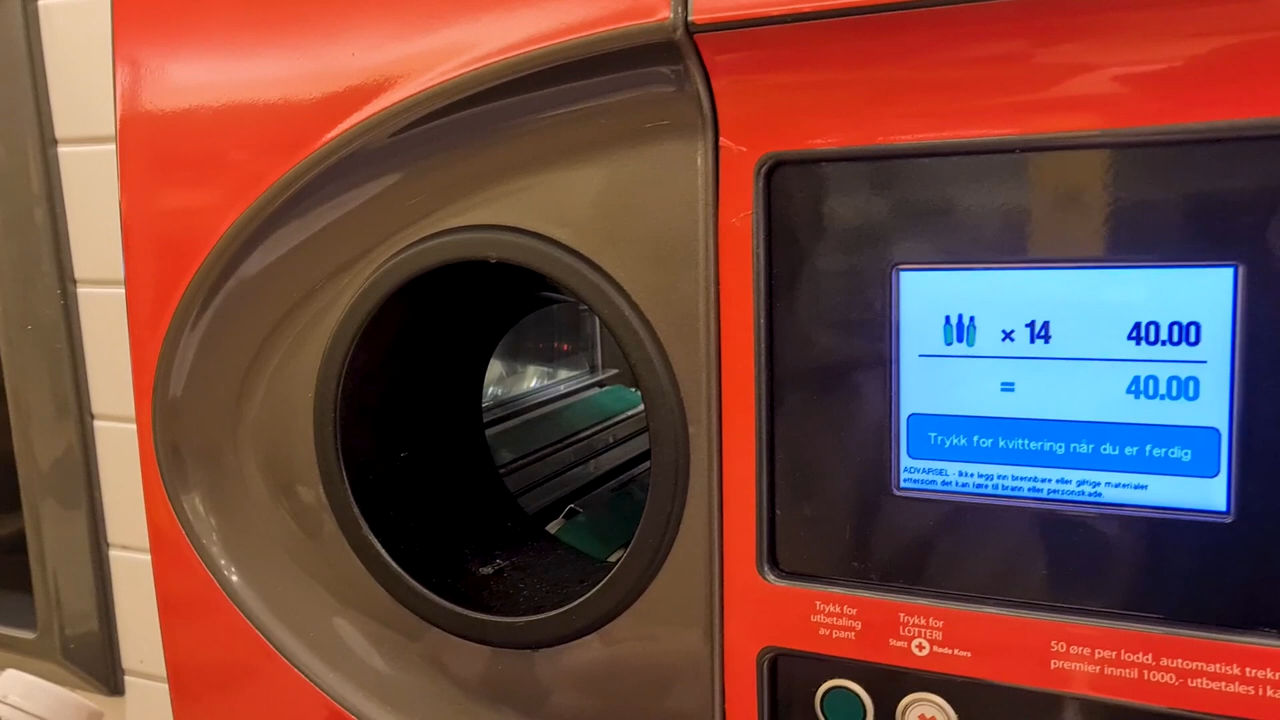 × 14 40.00
= 40.00
Trykk for kvittering når du er ferdig
ADVARSEL - Ikke legg inn brennbare eller giftige materialer
ettersom det kan føre til brann eller personskade.
Trykk for
utbetaling
av pant
Trykk for
LOTTERI
Støtt Røde Kors
50 øre per lodd, automatisk trekn
premier inntil 1000,- utbetales i ka